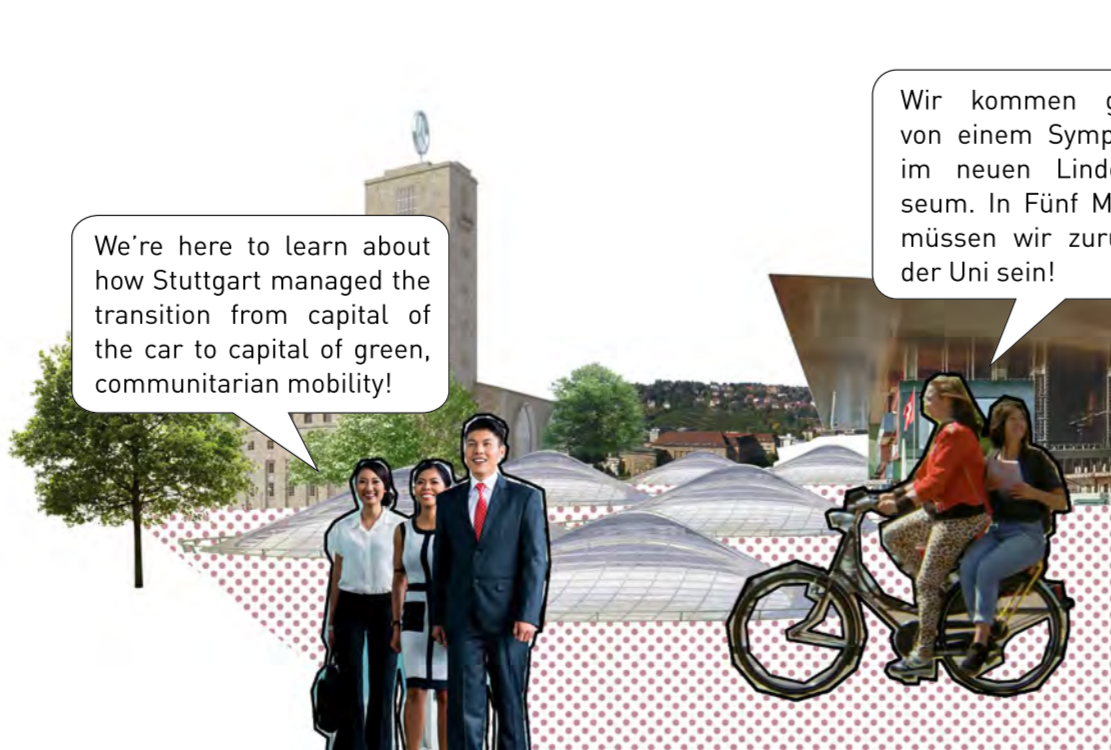 We're here to learn about
how Stuttgart managed the
transition from capital of
the car to capital of green,
communitarian mobility!
Wir kommen
von einem
im neuen
seum. In Fünf
müssen wir
der Uni sein!